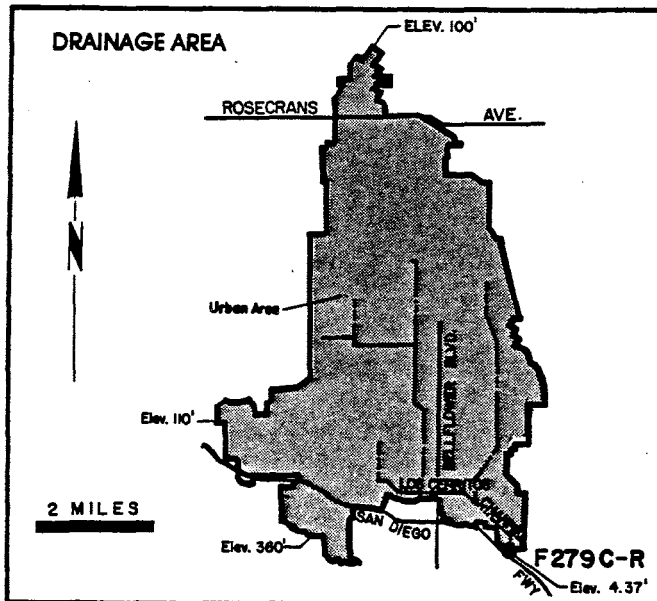 DRAINAGE AREA
ELEV. 100'
ROSECRANS AVE.
N
Urban Area
BELLFLOWER BLVD.
Elev. 110'
LOS CERRITOS
CHANNEL
2 MILES
SAN DIEGO
FWY
Elev. 360'
F279C-R
Elev. 4.37'